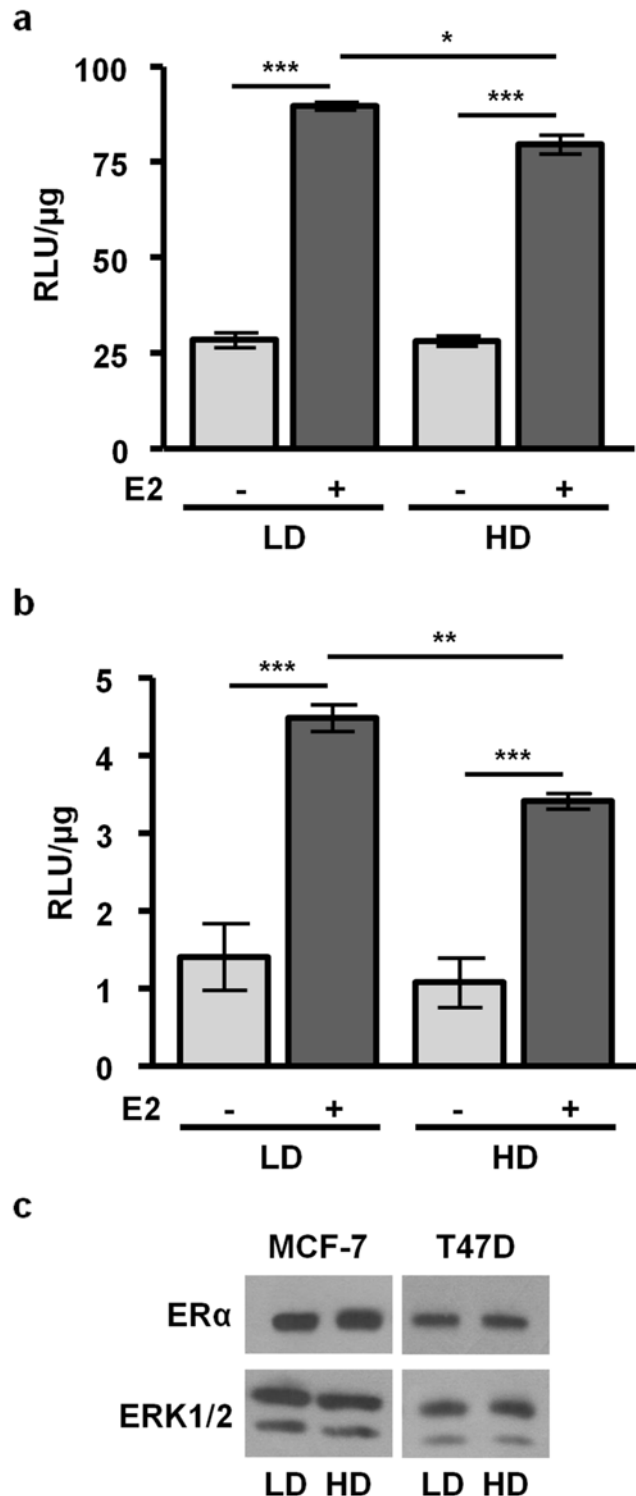 a
*
*** ***
100
75
50
25
0
RLU/µg
E2 - + - +
LD HD
b
**
***
***
5
4
3
2
1
0
RLU/µg
E2 - + - +
LD HD
c
MCF-7 T47D
ERα
ERK1/2
LD HD LD HD